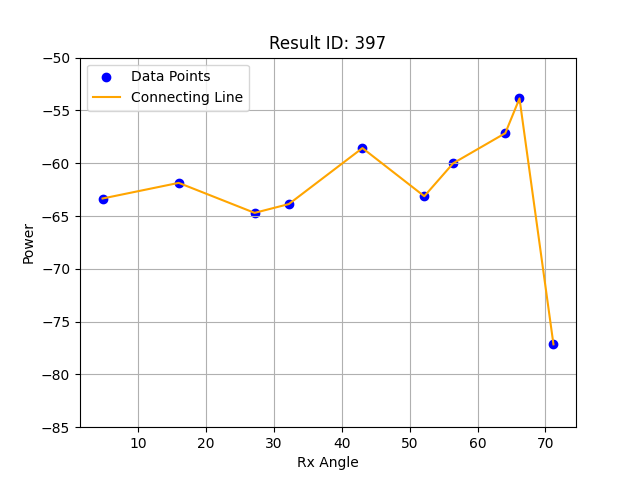 Result ID: 397
Data Points
Connecting Line
−50
−55
−60
−65
−70
−75
−80
−85
Power
10 20 30 40 50 60 70
Rx Angle